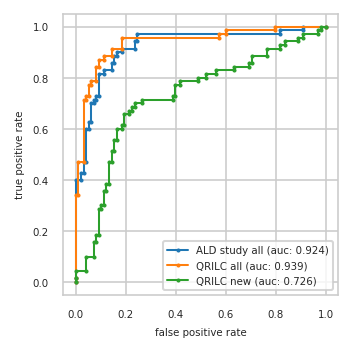 1.0
0.8
0.6
0.4
0.2
0.0
true positive rate
ALD study all (auc: 0.924)
QRILC all (auc: 0.939)
QRILC new (auc: 0.726)
0.0 0.2 0.4 0.6 0.8 1.0
false positive rate